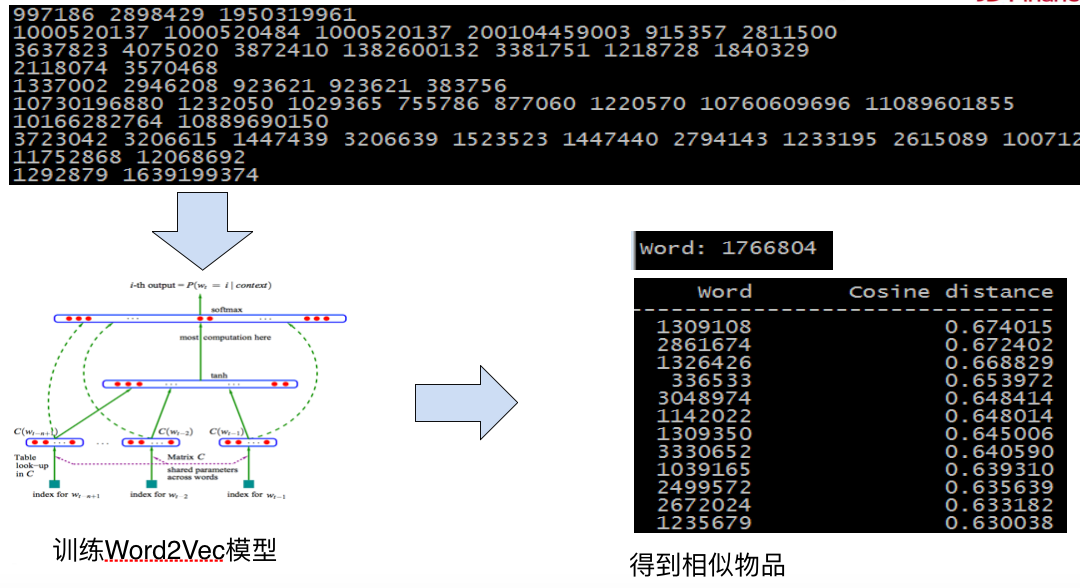 997186 2898429 1950319961
1000520137 1000520484 1000520137 200104459003 915357 2811500
3637823 4075020 3872410 1382600132 3381751 1218728 1840329
2118074 3570468
1337002 2946208 923621 923621 383756
10730196880 1232050 1029365 755786 877060 1220570 10760609696 11089601855
10166282764 10889690150
3723042 3206615 1447439 3206639 1523523 1447440 2794143 1233195 2615089 100712
11752868 12068692
1292879 1639199374
i-th output = P(w_t = i | context)
softmax
... ...
most computation here
tanh
... ...
C(w_{t−n+1}) C(w_{t−2}) C(w_{t−1})
... ... ... ...
Table look-up in C
Matrix C
shared parameters across words
index for w_{t−n+1} index for w_{t−2} index for w_{t−1}
训练Word2Vec模型
Word: 1766804
Word Cosine distance
------------------------------
1309108 0.674015
2861674 0.672402
1326426 0.668829
336533 0.653972
3048974 0.648414
1142022 0.648014
1309350 0.645006
3330652 0.640590
1039165 0.639310
2499572 0.635639
2672024 0.633182
1235679 0.630038
得到相似物品